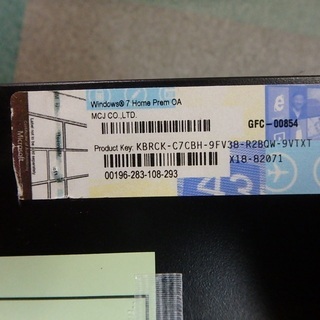 Windows® 7 Home Prem OA
MCJ CO.,LTD.
GFC-00854
Product Key: KBRCK-C7CBH-9FV38-R2BQW-9VTXT
X18-82071
00196-283-108-293